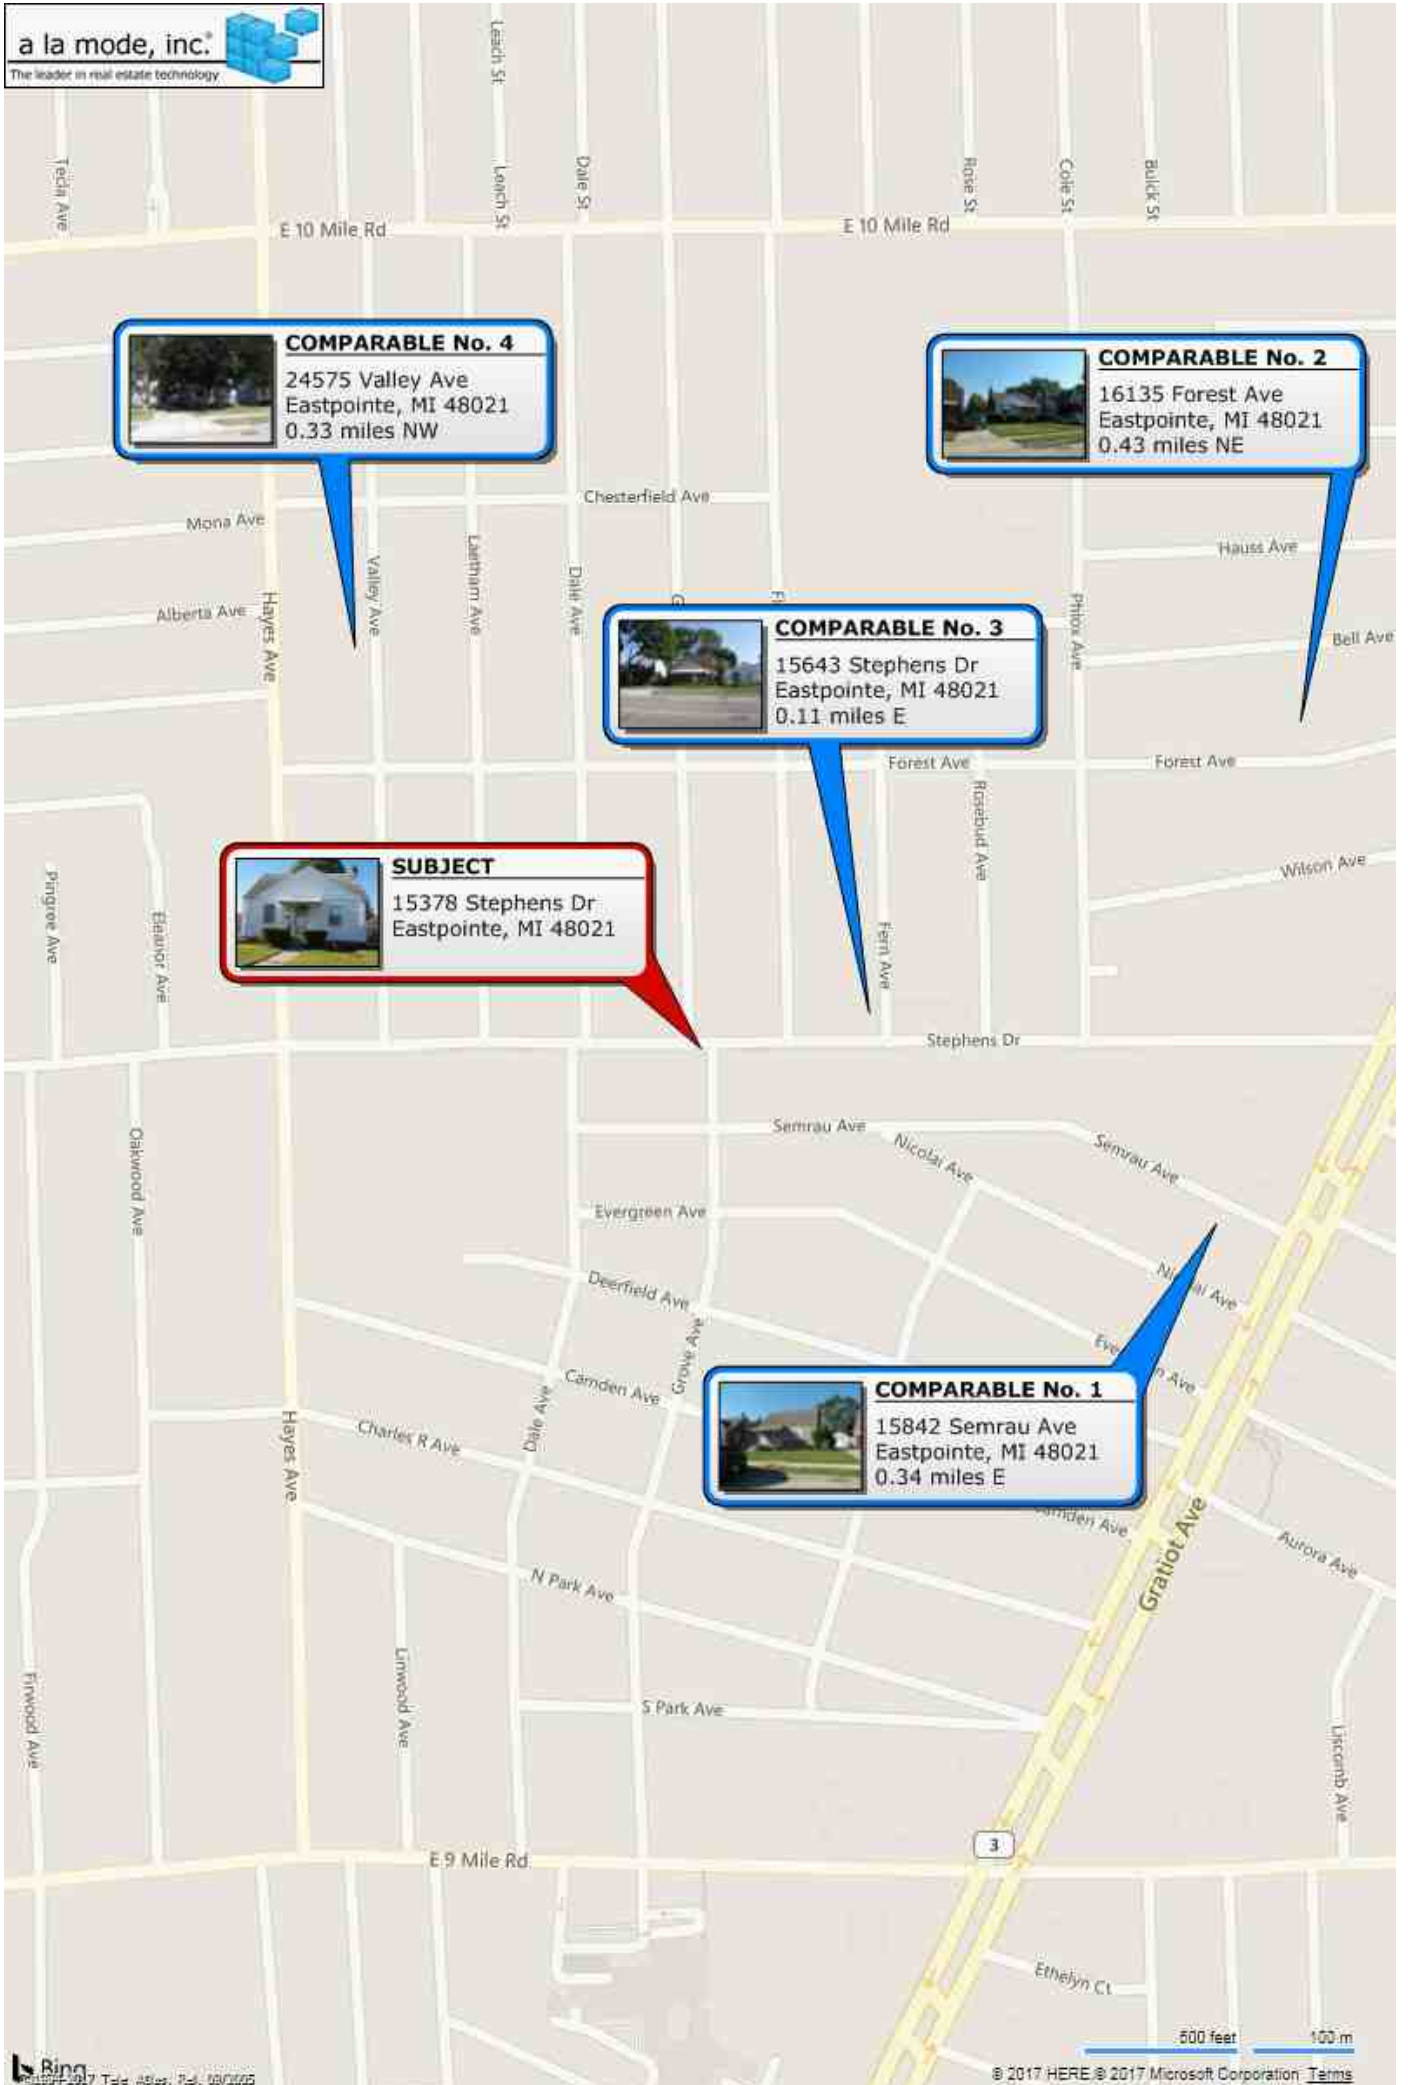 a la mode, inc.®
The leader in real estate technology
Leach St
Tecla Ave
Leach St
Dale St
Rose St
Cole St
Buick St
E 10 Mile Rd
E 10 Mile Rd
COMPARABLE No. 4
24575 Valley Ave
Eastpointe, MI 48021
0.33 miles NW
COMPARABLE No. 2
16135 Forest Ave
Eastpointe, MI 48021
0.43 miles NE
Chesterfield Ave
Mona Ave
Hauss Ave
Valley Ave
Laetham Ave
Dale Ave
Hayes Ave
Alberta Ave
Phlox Ave
Bell Ave
COMPARABLE No. 3
15643 Stephens Dr
Eastpointe, MI 48021
0.11 miles E
Forest Ave
Forest Ave
Rosebud Ave
SUBJECT
15378 Stephens Dr
Eastpointe, MI 48021
Wilson Ave
Pingree Ave
Eleanor Ave
Fern Ave
Stephens Dr
Oakwood Ave
Semrau Ave
Nicolai Ave
Semrau Ave
Evergreen Ave
Deerfield Ave
Ave
Grove Ave
Ave
Camden Ave
Dale Ave
Hayes Ave
Charles R Ave
COMPARABLE No. 1
15842 Semrau Ave
Eastpointe, MI 48021
0.34 miles E
Ave
Gratiot Ave
Aurora Ave
N Park Ave
Linwood Ave
Firwood Ave
S Park Ave
Liscomb Ave
3
E 9 Mile Rd
Ethelyn Ct
500 feet
100 m
Bing
© 2017 HERE © 2017 Microsoft Corporation Terms